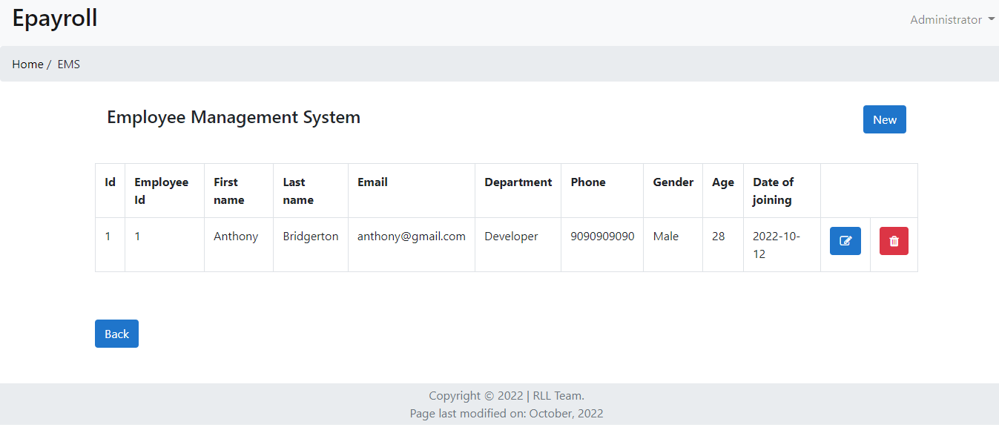 Epayroll
Administrator
Home / EMS
Employee Management System
New
Id Employee Id First name Last name Email Department Phone Gender Age Date of joining
1 1 Anthony Bridgerton anthony@gmail.com Developer 9090909090 Male 28 2022-10-12
Back
Copyright © 2022 | RLL Team.
Page last modified on: October, 2022